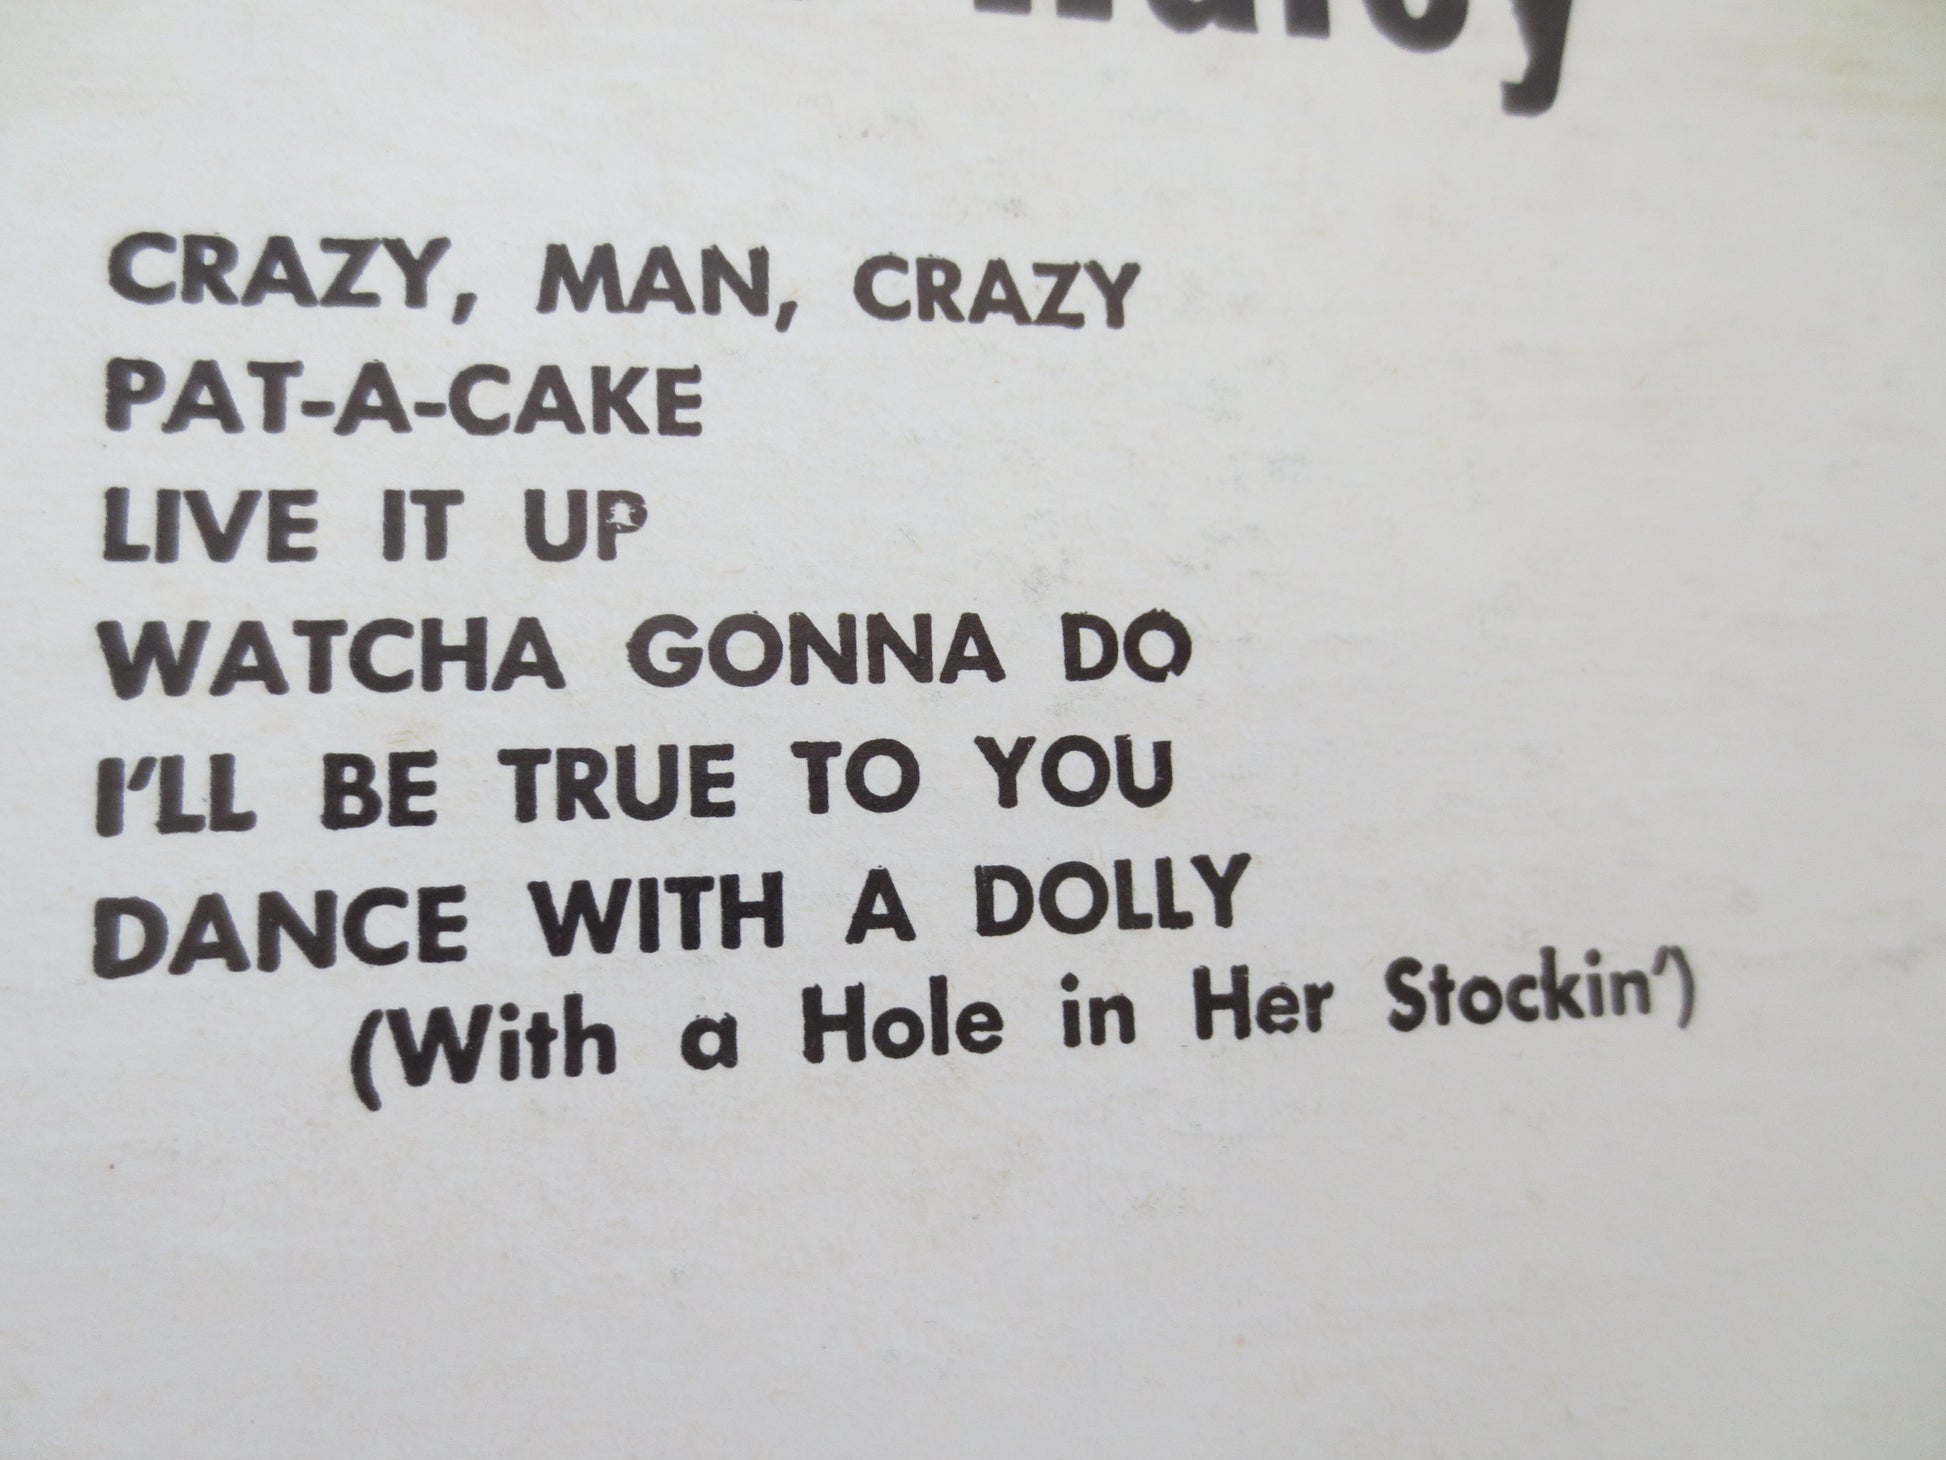 Haley
CRAZY, MAN, CRAZY
PAT-A-CAKE
LIVE IT UP
WATCHA GONNA DO
I'LL BE TRUE TO YOU
DANCE WITH A DOLLY
(With a Hole in Her Stockin')